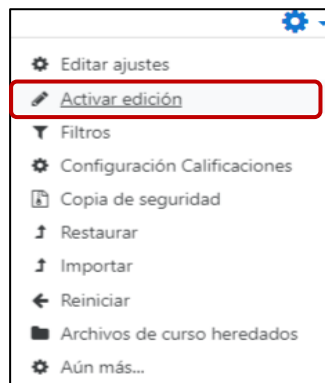 Editar ajustes
Activar edición
Filtros
Configuración Calificaciones
Copia de seguridad
Restaurar
Importar
Reiniciar
Archivos de curso heredados
Aún más...